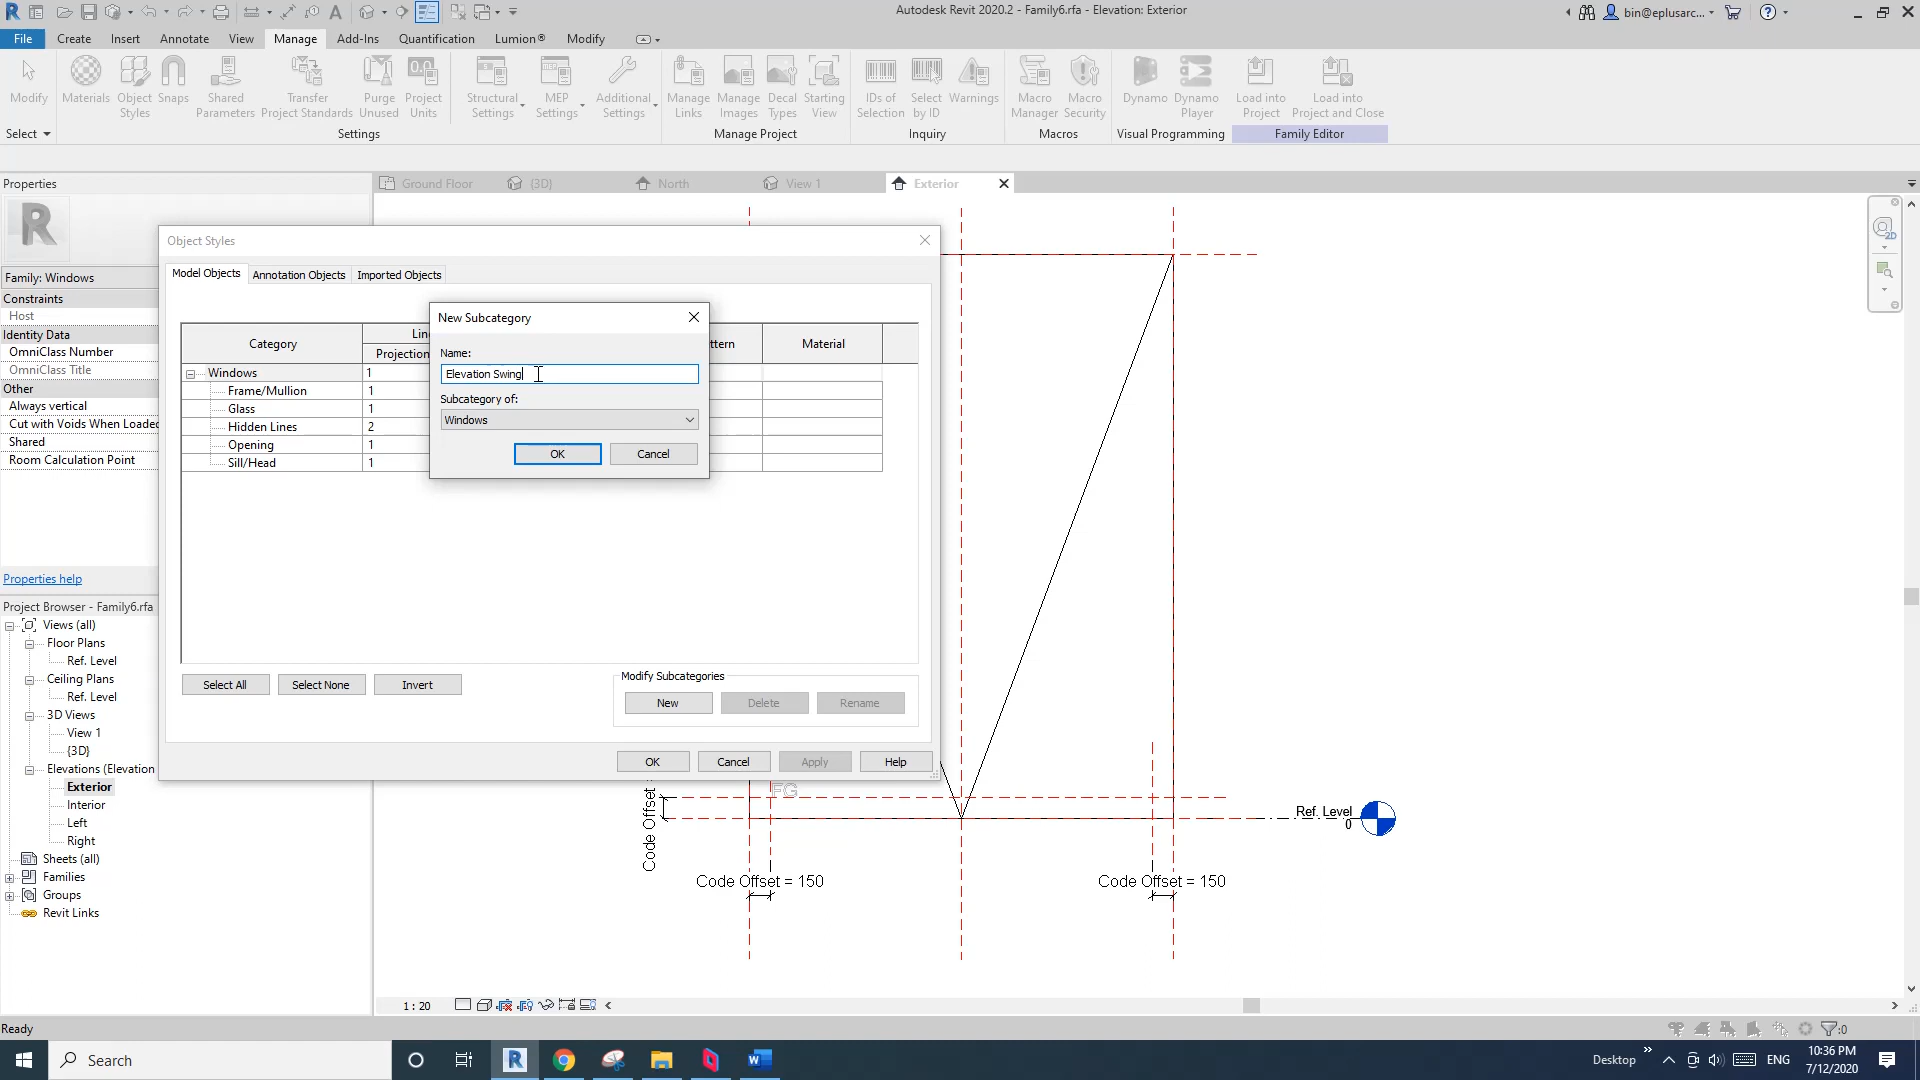 Autodesk Revit 2020.2 - Family6.rfa - Elevation: Exterior
bin@eplusarc...
File Create Insert Annotate View Manage Add-Ins Quantification Lumion® Modify
Modify
Materials
Object Styles
Snaps
Shared Parameters
Transfer Project Standards
Purge Unused
Project Units
Structural Settings
MEP Settings
Additional Settings
Manage Links
Manage Images
Decal Types
Starting View
IDs of Selection
Select by ID
Warnings
Macro Manager
Macro Security
Dynamo
Dynamo Player
Load into Project
Load into Project and Close
Select
Settings
Manage Project
Inquiry
Macros
Visual Programming
Family Editor
Properties
Ground Floor {3D} North View 1 Exterior
2D
Family: Windows
Constraints
Host
Identity Data
OmniClass Number
OmniClass Title
Other
Always vertical
Cut with Voids When Loaded
Shared
Room Calculation Point
Properties help
Project Browser - Family6.rfa
Views (all)
Floor Plans
Ref. Level
Ceiling Plans
Ref. Level
3D Views
View 1
{3D}
Elevations (Elevation
Exterior
Interior
Left
Right
Sheets (all)
Families
Groups
Revit Links
Object Styles
Model Objects Annotation Objects Imported Objects
Category
Projection
Material
Windows 1
Frame/Mullion 1
Glass 1
Hidden Lines 2
Opening 1
Sill/Head 1
New Subcategory
Name:
Elevation Swing
Subcategory of:
Windows
OK Cancel
Select All Select None Invert
Modify Subcategories
New Delete Rename
OK Cancel Apply Help
Code Offset
Ref. Level
0
Code Offset = 150
Code Offset = 150
1 : 20
Ready
:0
Search
Desktop
ENG
10:36 PM
7/12/2020